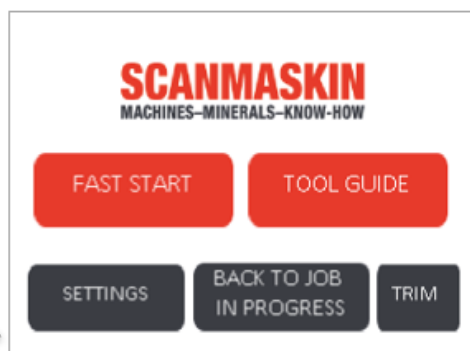 SCANMASKIN
MACHINES–MINERALS–KNOW-HOW
FAST START
TOOL GUIDE
SETTINGS
BACK TO JOB
IN PROGRESS
TRIM